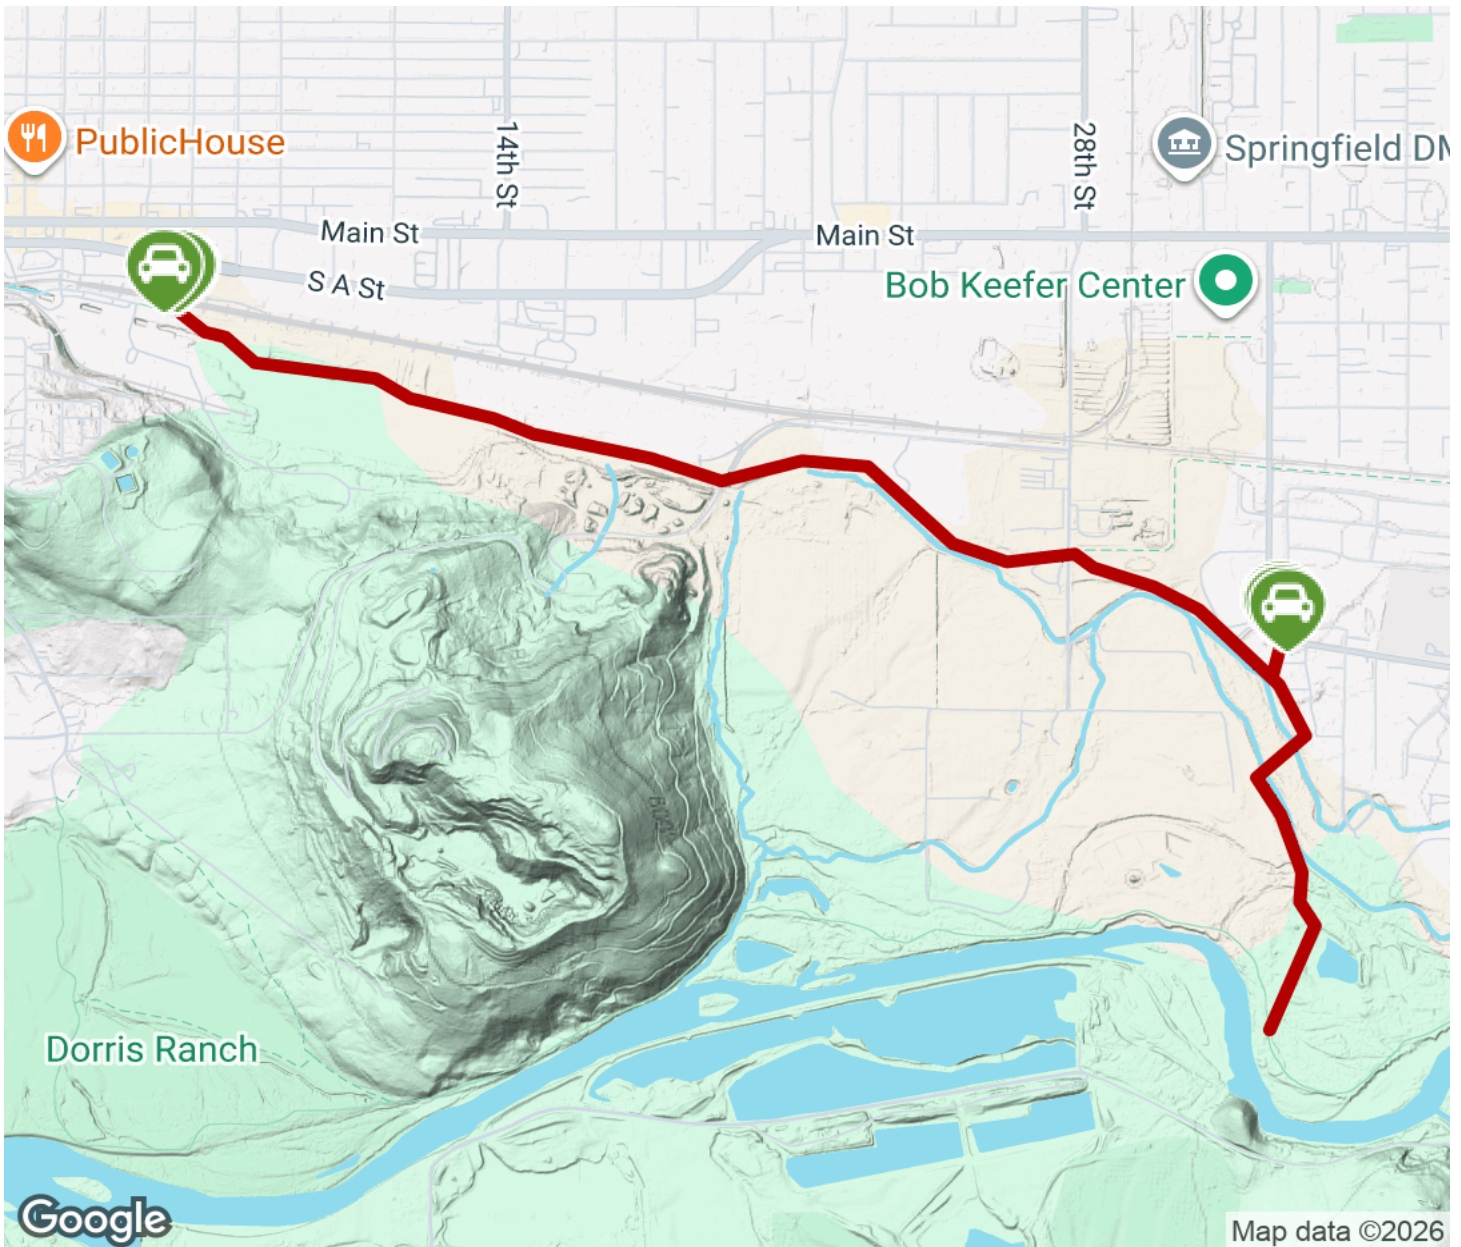 PublicHouse
14th St
28th St
Springfield DM
Main St
Main St
S A St
Bob Keefer Center
Dorris Ranch
Google
Map data ©2026